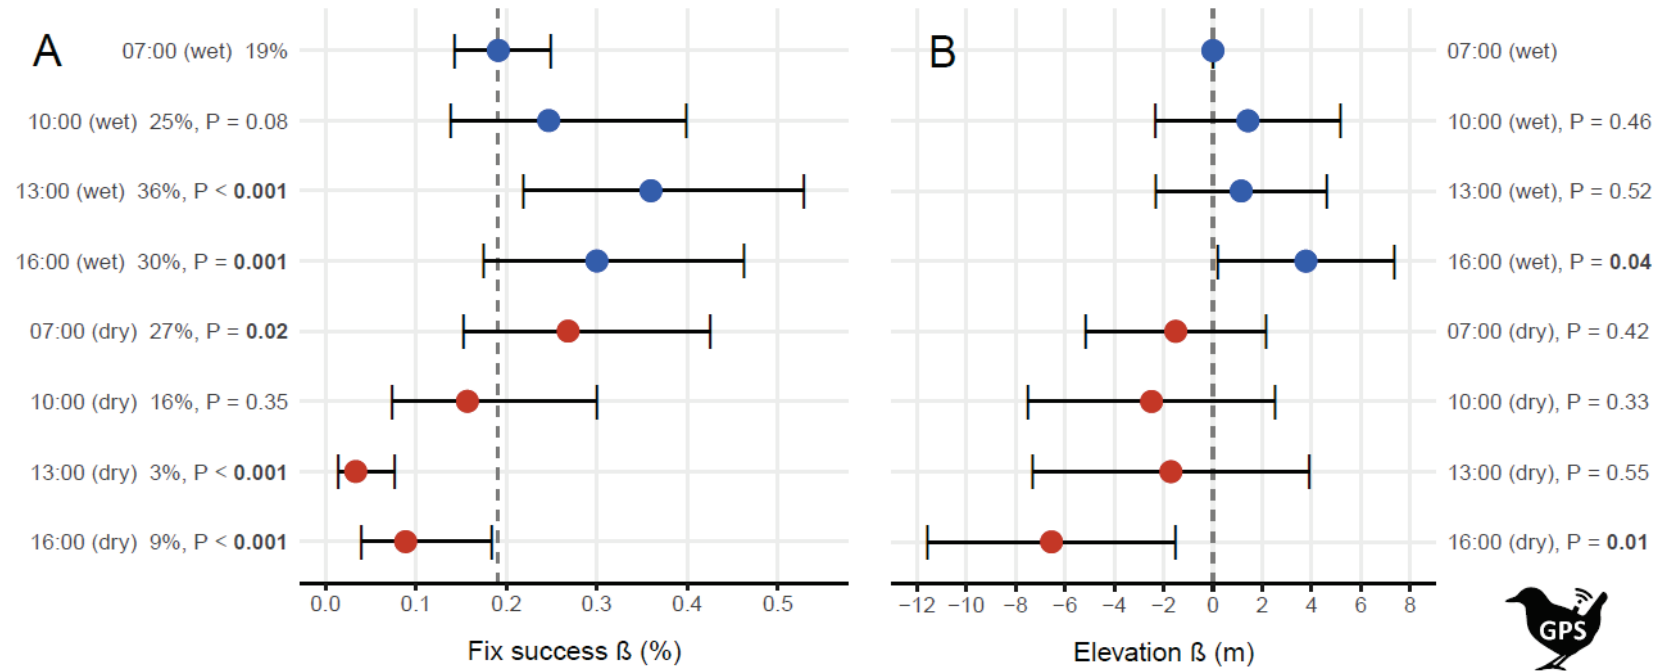 A
07:00 (wet) 19%
10:00 (wet) 25%, P = 0.08
13:00 (wet) 36%, P < 0.001
16:00 (wet) 30%, P = 0.001
07:00 (dry) 27%, P = 0.02
10:00 (dry) 16%, P = 0.35
13:00 (dry) 3%, P < 0.001
16:00 (dry) 9%, P < 0.001
0.0 0.1 0.2 0.3 0.4 0.5
Fix success ß (%)
B
07:00 (wet)
10:00 (wet), P = 0.46
13:00 (wet), P = 0.52
16:00 (wet), P = 0.04
07:00 (dry), P = 0.42
10:00 (dry), P = 0.33
13:00 (dry), P = 0.55
16:00 (dry), P = 0.01
−12 −10 −8 −6 −4 −2 0 2 4 6 8
Elevation ß (m)
GPS